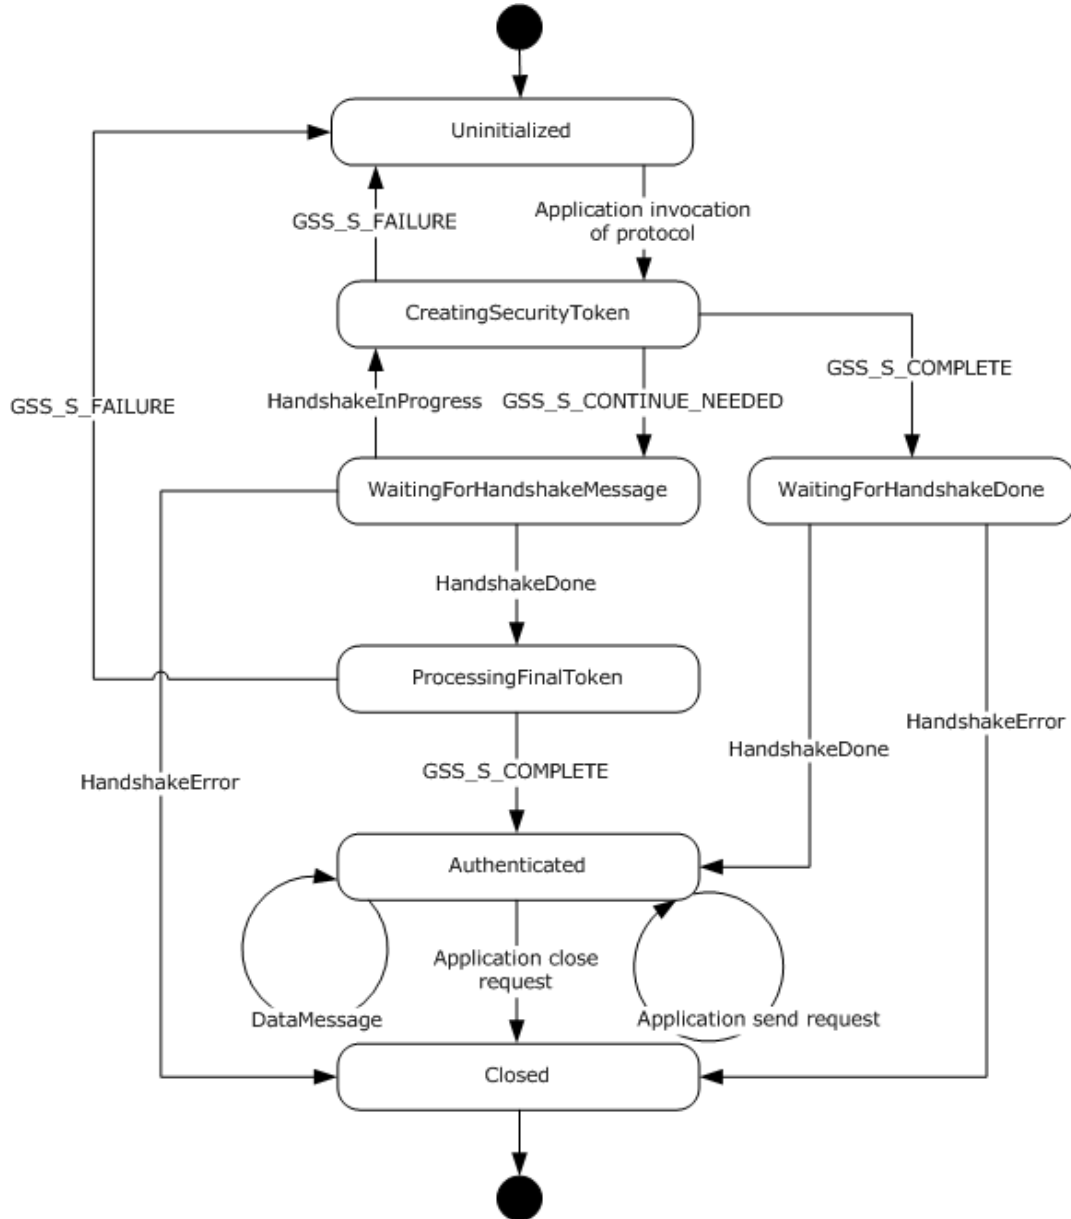 Uninitialized
Application invocation
of protocol
GSS_S_FAILURE
CreatingSecurityToken
GSS_S_COMPLETE
GSS_S_FAILURE
HandshakeInProgress
GSS_S_CONTINUE_NEEDED
WaitingForHandshakeMessage
WaitingForHandshakeDone
HandshakeDone
ProcessingFinalToken
HandshakeError
HandshakeDone
GSS_S_COMPLETE
HandshakeError
Authenticated
Application close
request
DataMessage
Application send request
Closed